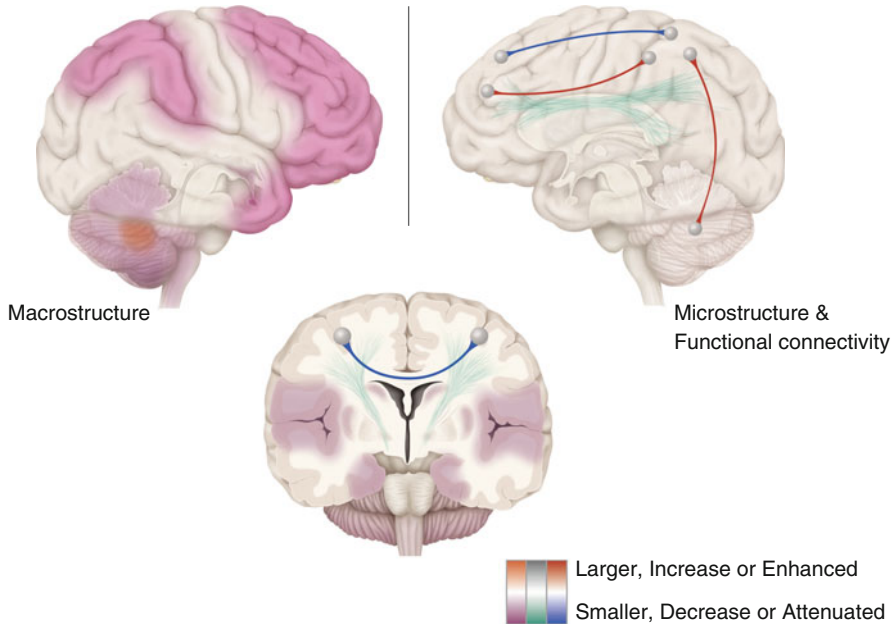 Macrostructure
Microstructure &
Functional connectivity
Larger, Increase or Enhanced
Smaller, Decrease or Attenuated